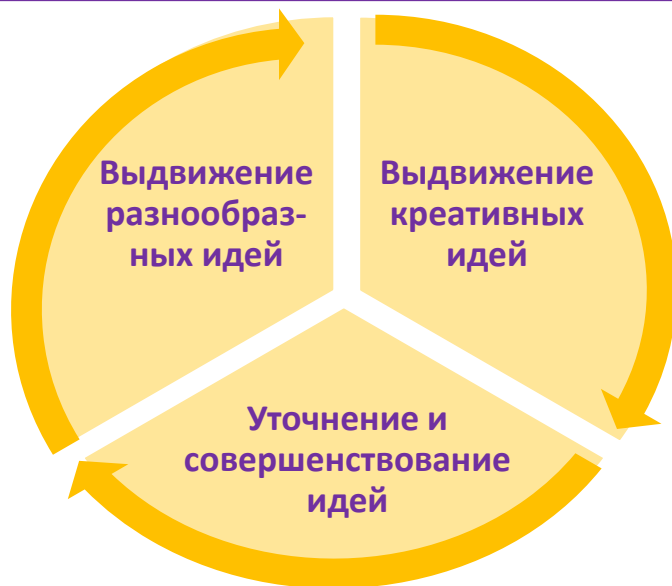 Выдвижение
разнообраз-
ных идей
Выдвижение
креативных
идей
Уточнение и
совершенствование
идей